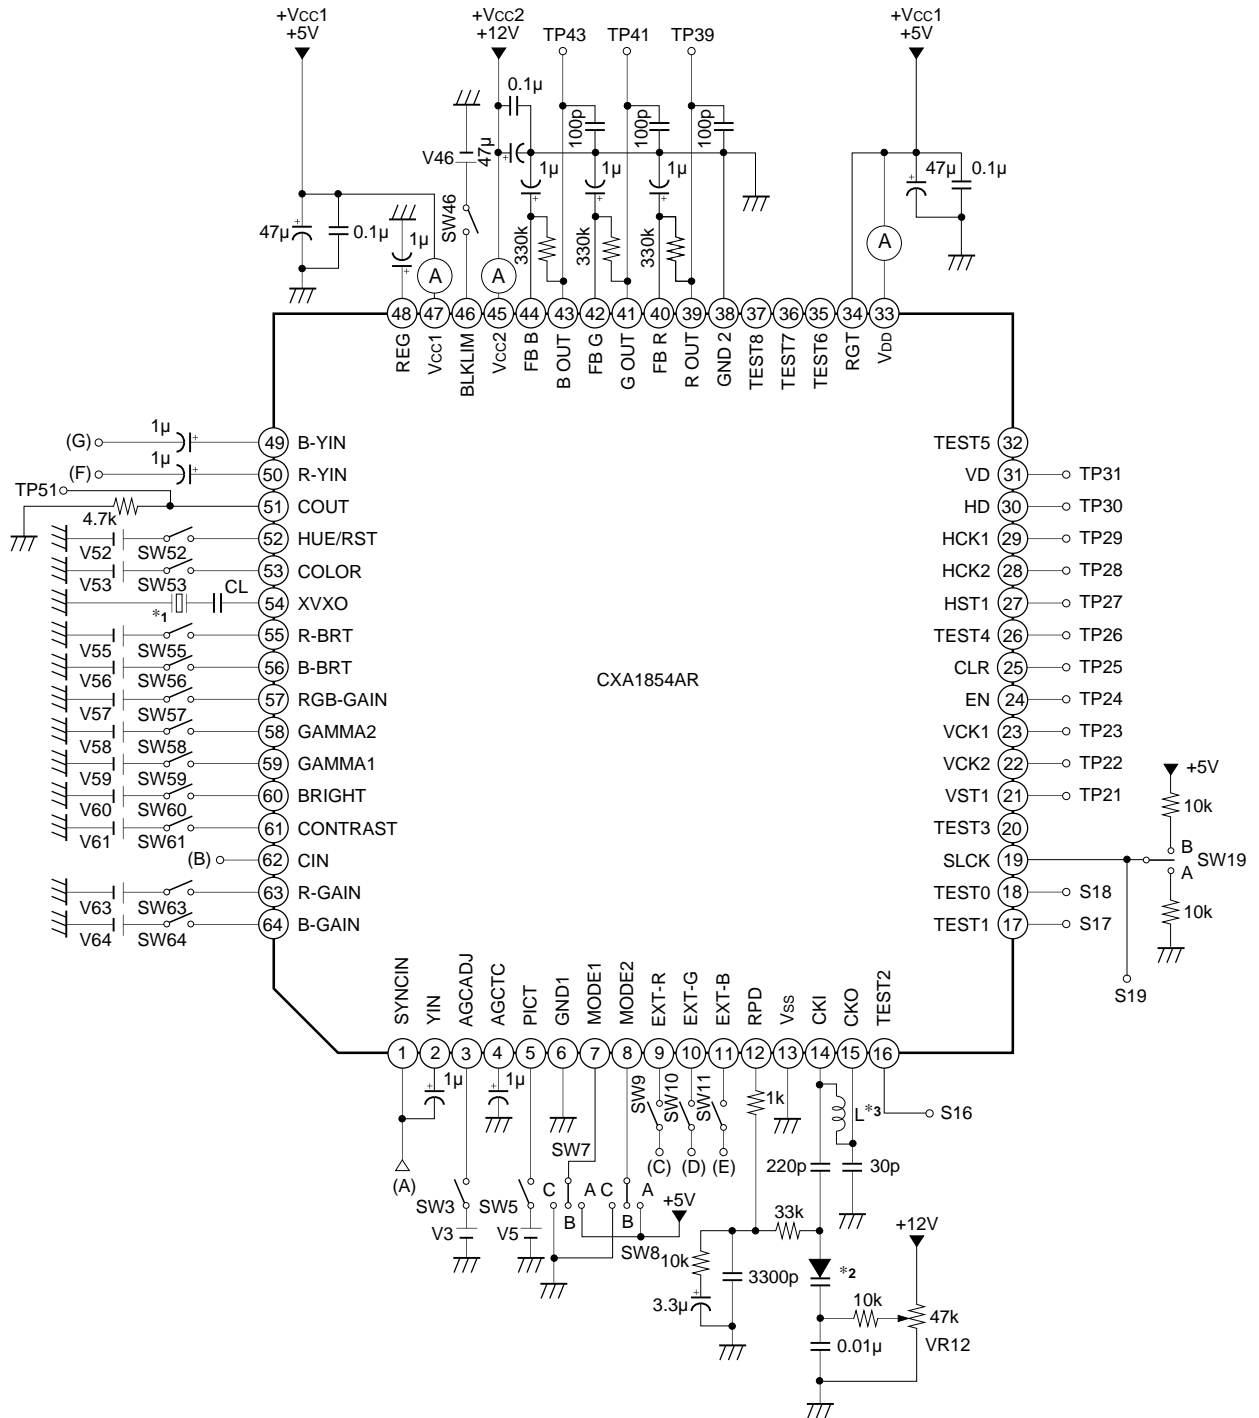 +Vcc1
+5V
+Vcc2
+12V
TP43
TP41
TP39
+Vcc1
+5V
0.1µ
100p
100p
100p
V46
47µ
1µ
1µ
1µ
47µ
0.1µ
SW46
47µ
0.1µ
1µ
330k
330k
330k
A
A
A
48
47
46
45
44
43
42
41
40
39
38
37
36
35
34
33
REG
Vcc1
BLKLIM
Vcc2
FB B
B OUT
FB G
G OUT
FB R
R OUT
GND 2
TEST8
TEST7
TEST6
RGT
VDD
(G) 1µ 49 B-YIN
(F) 1µ 50 R-YIN
TP51 51 COUT
4.7k
52 HUE/RST
V52 SW52
53 COLOR
V53 SW53
*1 CL 54 XVXO
55 R-BRT
V55 SW55
56 B-BRT
V56 SW56
57 RGB-GAIN
V57 SW57
58 GAMMA2
V58 SW58
59 GAMMA1
V59 SW59
60 BRIGHT
V60 SW60
61 CONTRAST
V61 SW61
(B) 62 CIN
63 R-GAIN
V63 SW63
64 B-GAIN
V64 SW64
CXA1854AR
TEST5 32
VD 31 TP31
HD 30 TP30
HCK1 29 TP29
HCK2 28 TP28
HST1 27 TP27
TEST4 26 TP26
CLR 25 TP25
EN 24 TP24
VCK1 23 TP23
VCK2 22 TP22
VST1 21 TP21
TEST3 20
SLCK 19
TEST0 18 S18
TEST1 17 S17
+5V
10k
B
SW19
A
10k
S19
SYNCIN
YIN
AGCADJ
AGCTC
PICT
GND1
MODE1
MODE2
EXT-R
EXT-G
EXT-B
RPD
Vss
CKI
CKO
TEST2
1
2
3
4
5
6
7
8
9
10
11
12
13
14
15
16
1µ
1µ
SW9
SW10
SW11
1k
L*3
S16
(A)
SW3
V3
SW5
V5
SW7
C
B
A
C
B
A
SW8
+5V
(C)
(D)
(E)
220p
30p
33k
10k
3300p
3.3µ
*2
+12V
10k
47k
VR12
0.01µ